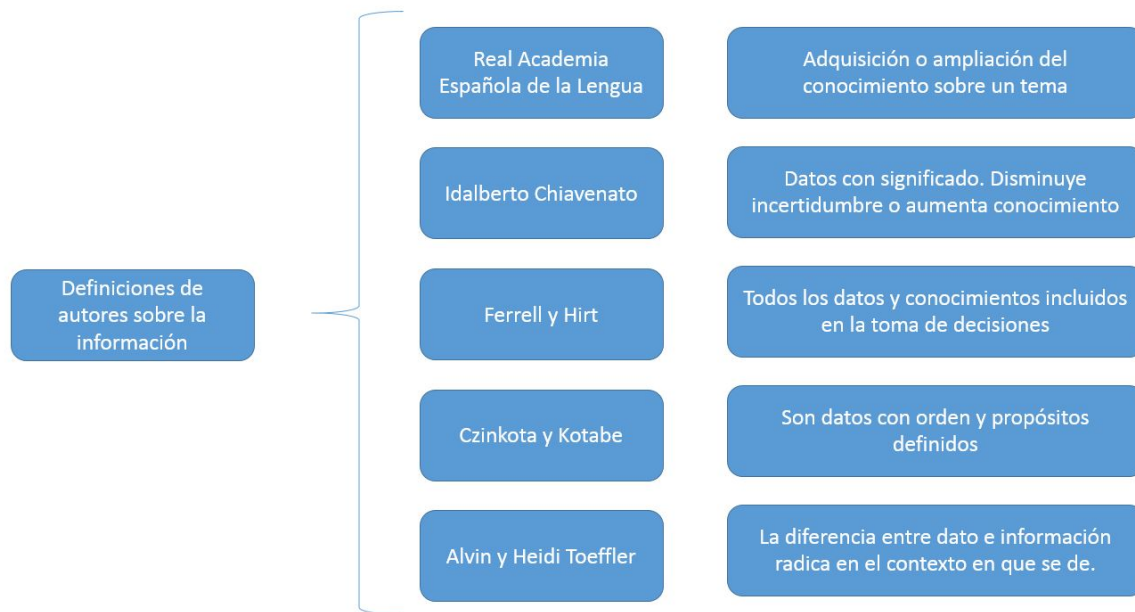 Real Academia
Española de la Lengua
Adquisición o ampliación del
conocimiento sobre un tema
Idalberto Chiavenato
Datos con significado. Disminuye
incertidumbre o aumenta conocimiento
Definiciones de
autores sobre la
información
Ferrell y Hirt
Todos los datos y conocimientos incluidos
en la toma de decisiones
Czinkota y Kotabe
Son datos con orden y propósitos
definidos
Alvin y Heidi Toeffler
La diferencia entre dato e información
radica en el contexto en que se de.